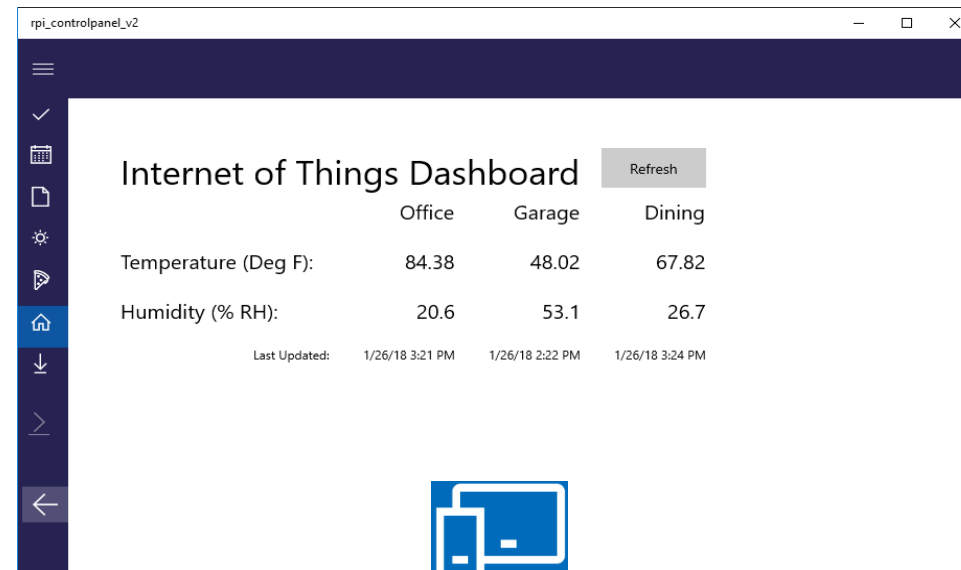 rpi_controlpanel_v2
Internet of Things Dashboard Refresh
Office Garage Dining
Temperature (Deg F): 84.38 48.02 67.82
Humidity (% RH): 20.6 53.1 26.7
Last Updated: 1/26/18 3:21 PM 1/26/18 2:22 PM 1/26/18 3:24 PM